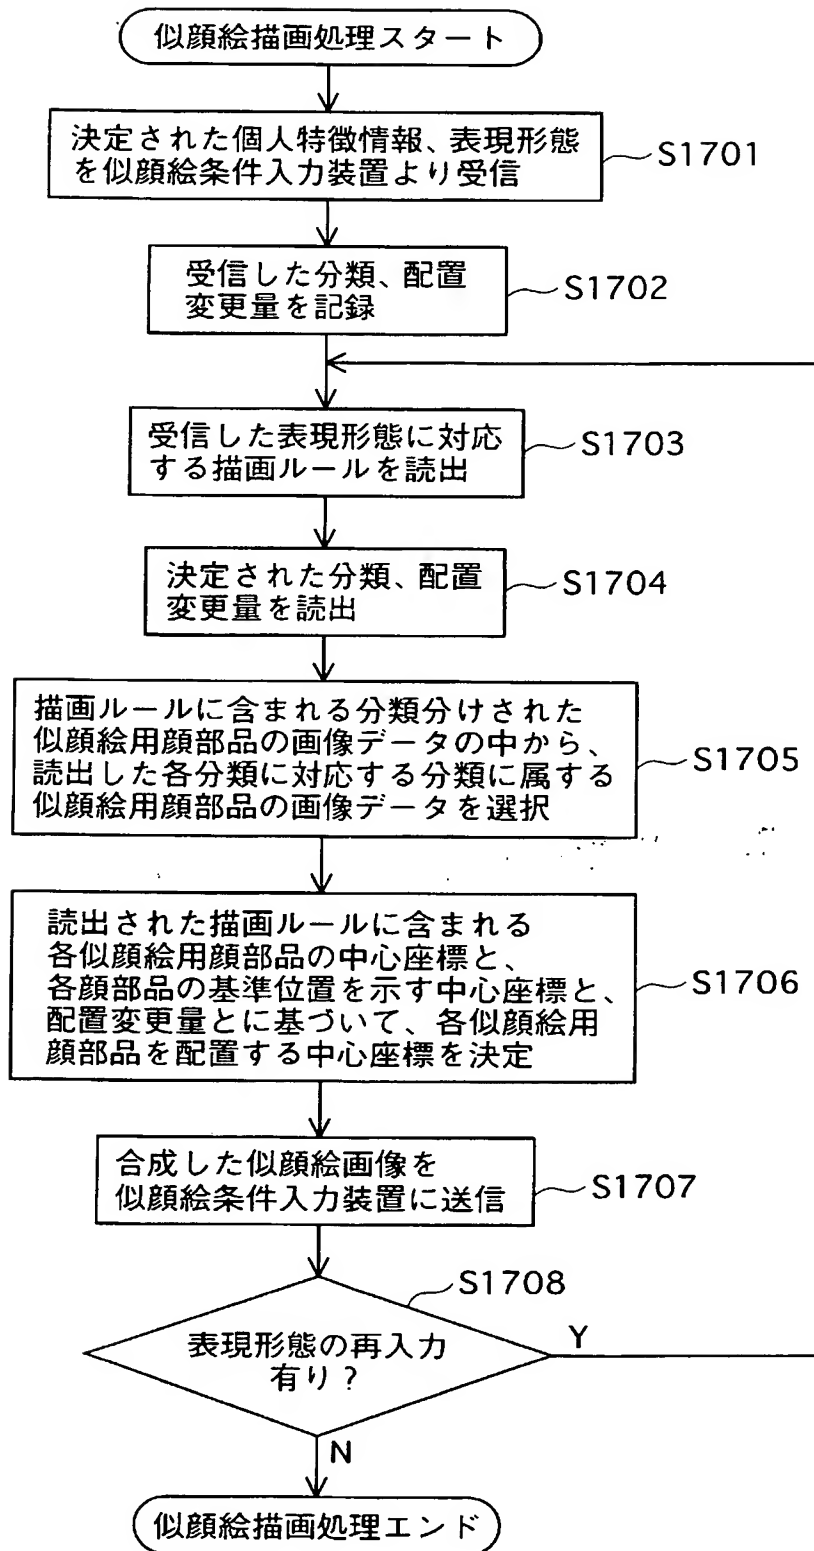 似顔絵描画処理スタート
決定された個人特徴情報、表現形態
を似顔絵条件入力装置より受信
S1701
受信した分類、配置
変更量を記録
S1702
受信した表現形態に対応
する描画ルールを読出
S1703
決定された分類、配置
変更量を読出
S1704
描画ルールに含まれる分類分けされた
似顔絵用顔部品の画像データの中から、
読出した各分類に対応する分類に属する
似顔絵用顔部品の画像データを選択
S1705
読出された描画ルールに含まれる
各似顔絵用顔部品の中心座標と、
各顔部品の基準位置を示す中心座標と、
配置変更量とに基づいて、各似顔絵用
顔部品を配置する中心座標を決定
S1706
合成した似顔絵画像を
似顔絵条件入力装置に送信
S1707
S1708
表現形態の再入力
有り？
Y
N
似顔絵描画処理エンド